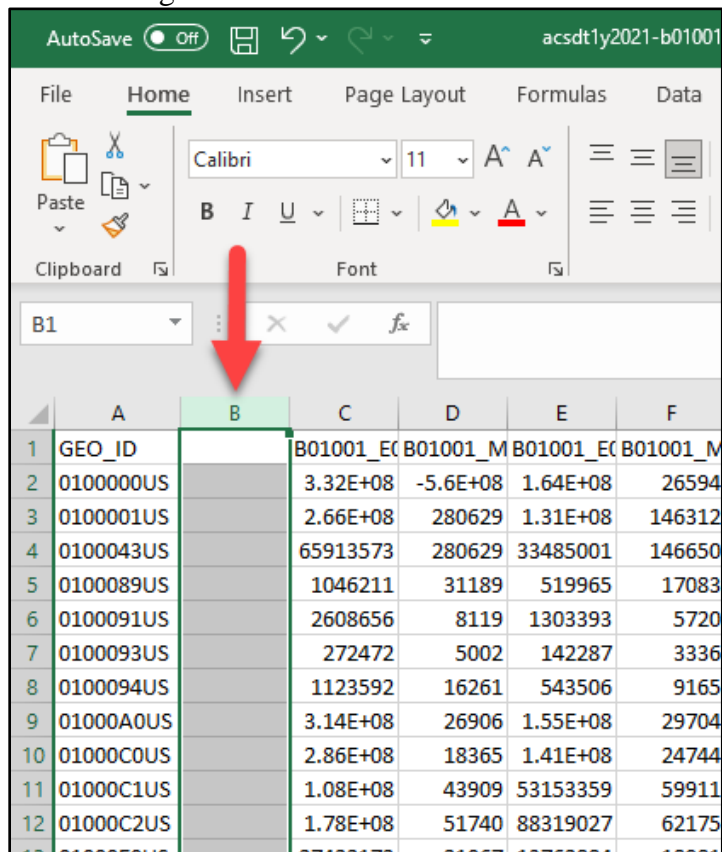 AutoSave Off acsdt1y2021-b01001
File Home Insert Page Layout Formulas Data
Calibri 11 A A
Paste B I U A
Clipboard Font
B1 fx
A B C D E F
1 GEO_ID B01001_E( B01001_M B01001_E( B01001_M
2 0100000US 3.32E+08 -5.6E+08 1.64E+08 26594
3 0100001US 2.66E+08 280629 1.31E+08 146312
4 0100043US 65913573 280629 33485001 146650
5 0100089US 1046211 31189 519965 17083
6 0100091US 2608656 8119 1303393 5720
7 0100093US 272472 5002 142287 3336
8 0100094US 1123592 16261 543506 9165
9 01000A0US 3.14E+08 26906 1.55E+08 29704
10 01000C0US 2.86E+08 18365 1.41E+08 24744
11 01000C1US 1.08E+08 43909 53153359 59911
12 01000C2US 1.78E+08 51740 88319027 62175